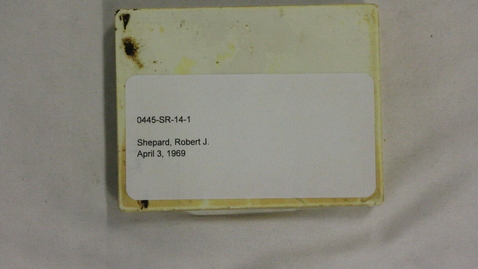 0445-SR-14-1
Shepard, Robert J.
April 3, 1969